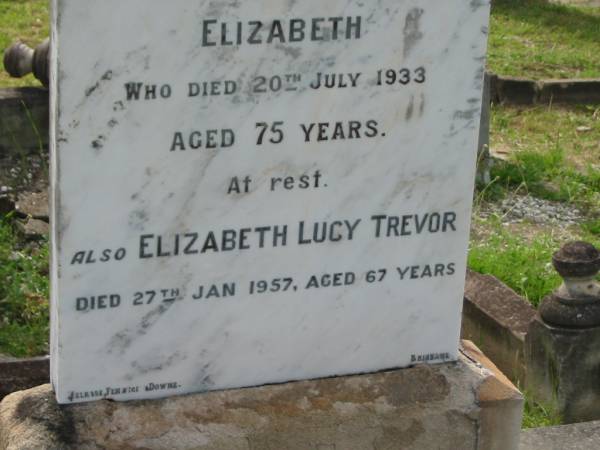 ELIZABETH
WHO DIED 20TH JULY 1933
AGED 75 YEARS.
At rest.
ALSO ELIZABETH LUCY TREVOR
DIED 27TH JAN 1957, AGED 67 YEARS
& DOWNE. BRISBANE